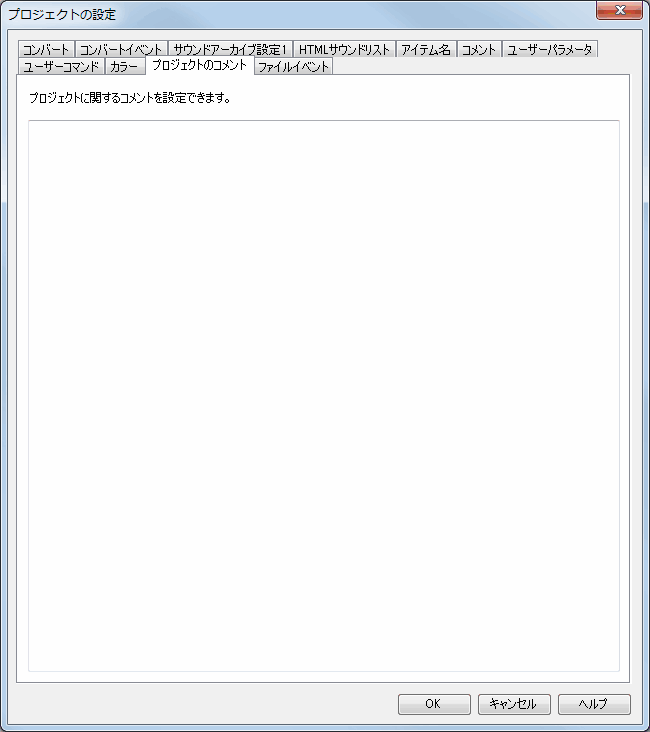 プロジェクトの設定
コンバート コンバートイベント サウンドアーカイブ設定1 HTMLサウンドリスト アイテム名 コメント ユーザーパラメータ
ユーザーコマンド カラー プロジェクトのコメント ファイルイベント
プロジェクトに関するコメントを設定できます。
OK キャンセル ヘルプ